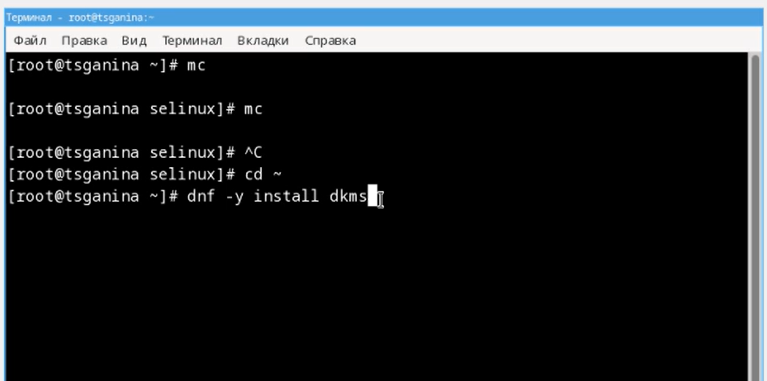 Терминал - root@tsganina:~
Файл Правка Вид Терминал Вкладки Справка
[root@tsganina ~]# mc
[root@tsganina selinux]# mc
[root@tsganina selinux]# ^C
[root@tsganina selinux]# cd ~
[root@tsganina ~]# dnf -y install dkms